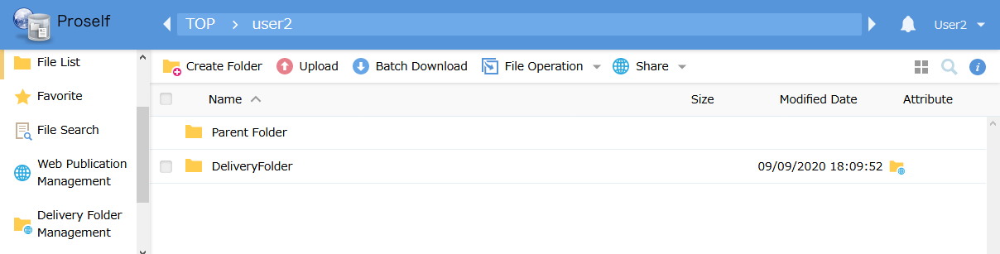 Proself
TOP > user2
User2
File List
Favorite
File Search
Web Publication
Management
Delivery Folder
Management
Create Folder Upload Batch Download File Operation Share
Name Size Modified Date Attribute
Parent Folder
DeliveryFolder 09/09/2020 18:09:52